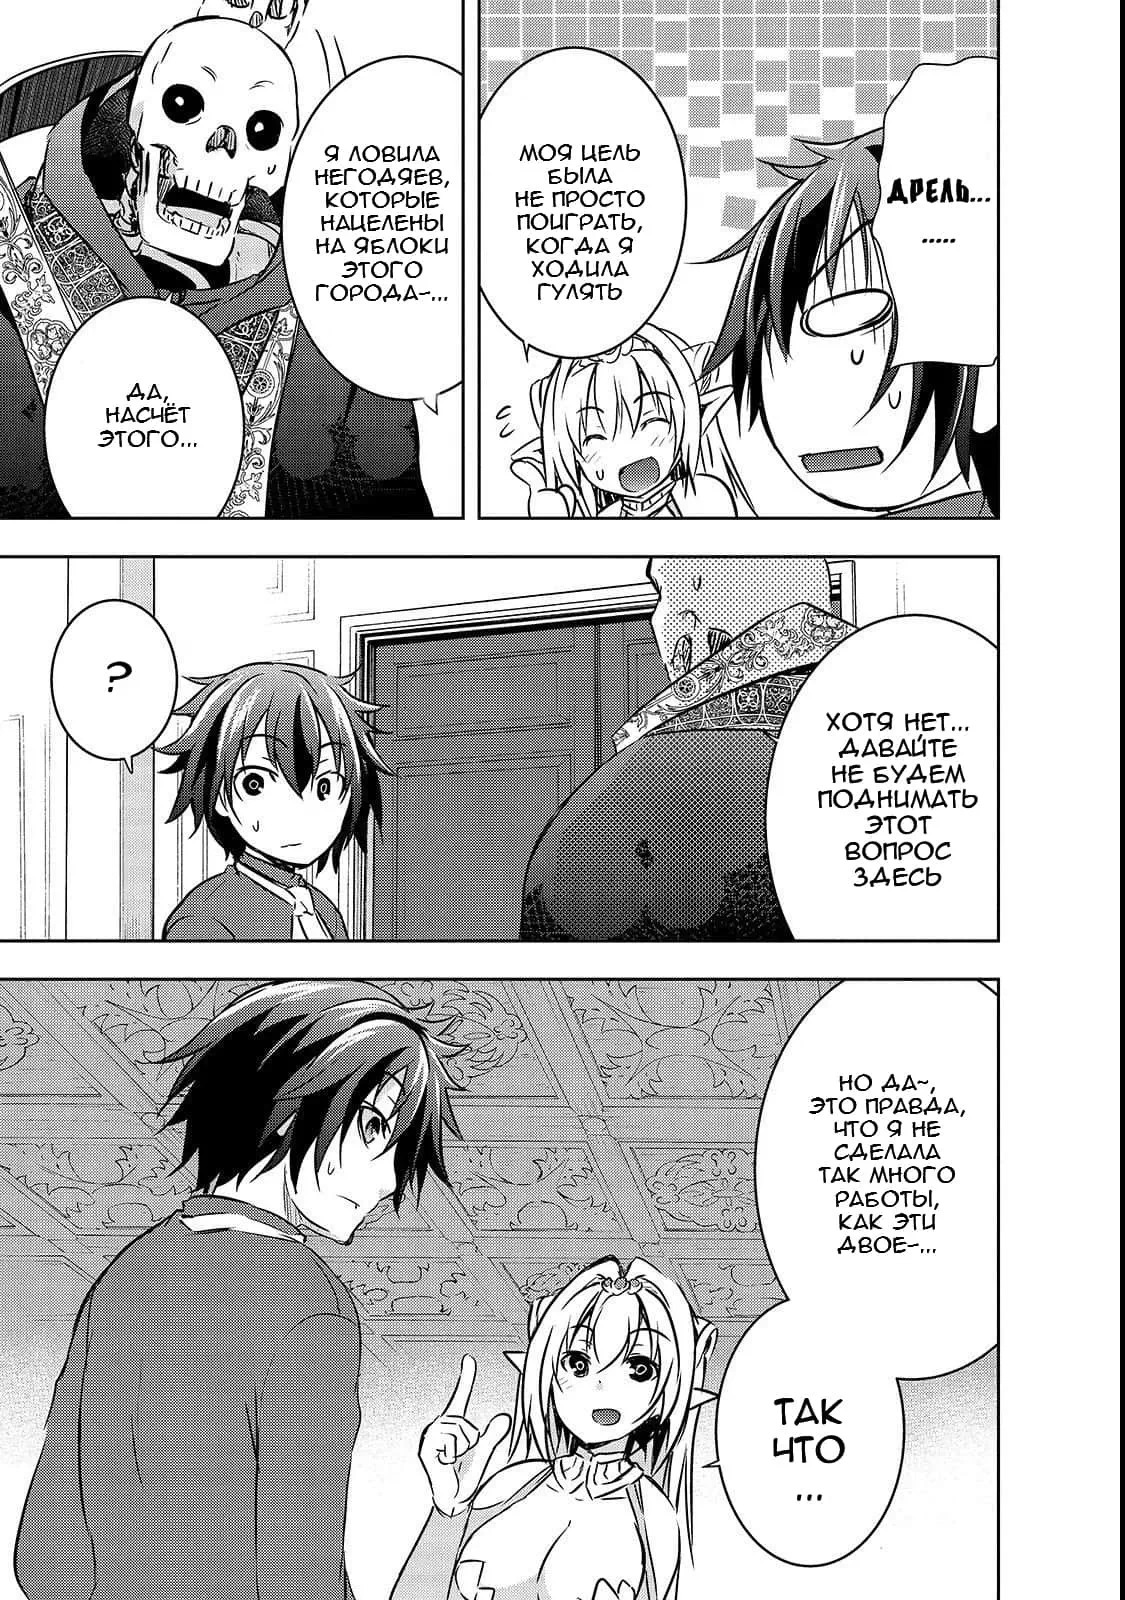 ДРЕЛЬ...
.....
МОЯ ЦЕЛЬ
БЫЛА
НЕ ПРОСТО
ПОИГРАТЬ,
КОГДА Я
ХОДИЛА
ГУЛЯТЬ
Я ЛОВИЛА
НЕГОДЯЕВ,
КОТОРЫЕ
НАЦЕЛЕНЫ
НА ЯБЛОКИ
ЭТОГО
ГОРОДА~...
ДА,
НАСЧЁТ
ЭТОГО...
ХОТЯ НЕТ...
ДАВАЙТЕ
НЕ БУДЕМ
ПОДНИМАТЬ
ЭТОТ
ВОПРОС
ЗДЕСЬ
?
НО ДА~,
ЭТО ПРАВДА,
ЧТО Я НЕ
СДЕЛАЛА
ТАК МНОГО
РАБОТЫ,
КАК ЭТИ
ДВОЕ~...
ТАК
ЧТО
...